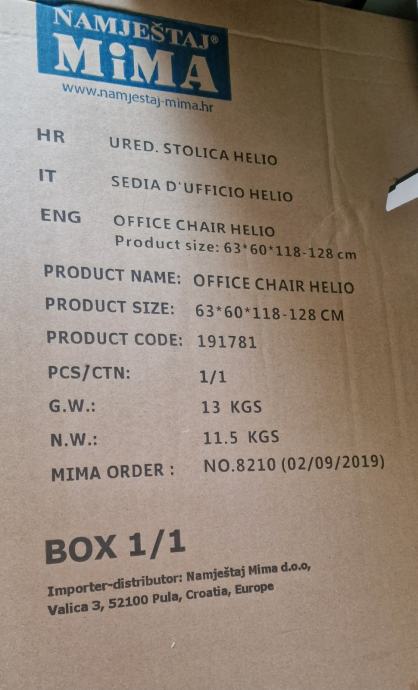 NAMJEŠTAJ®
MiMA
www.namjestaj-mima.hr
HR URED. STOLICA HELIO
IT SEDIA D'UFFICIO HELIO
ENG OFFICE CHAIR HELIO
Product size: 63*60*118-128 cm
PRODUCT NAME: OFFICE CHAIR HELIO
PRODUCT SIZE: 63*60*118-128 CM
PRODUCT CODE: 191781
PCS/CTN: 1/1
G.W.: 13 KGS
N.W.: 11.5 KGS
MIMA ORDER : NO.8210 (02/09/2019)
BOX 1/1
Importer-distributor: Namještaj Mima d.o.o,
Valica 3, 52100 Pula, Croatia, Europe